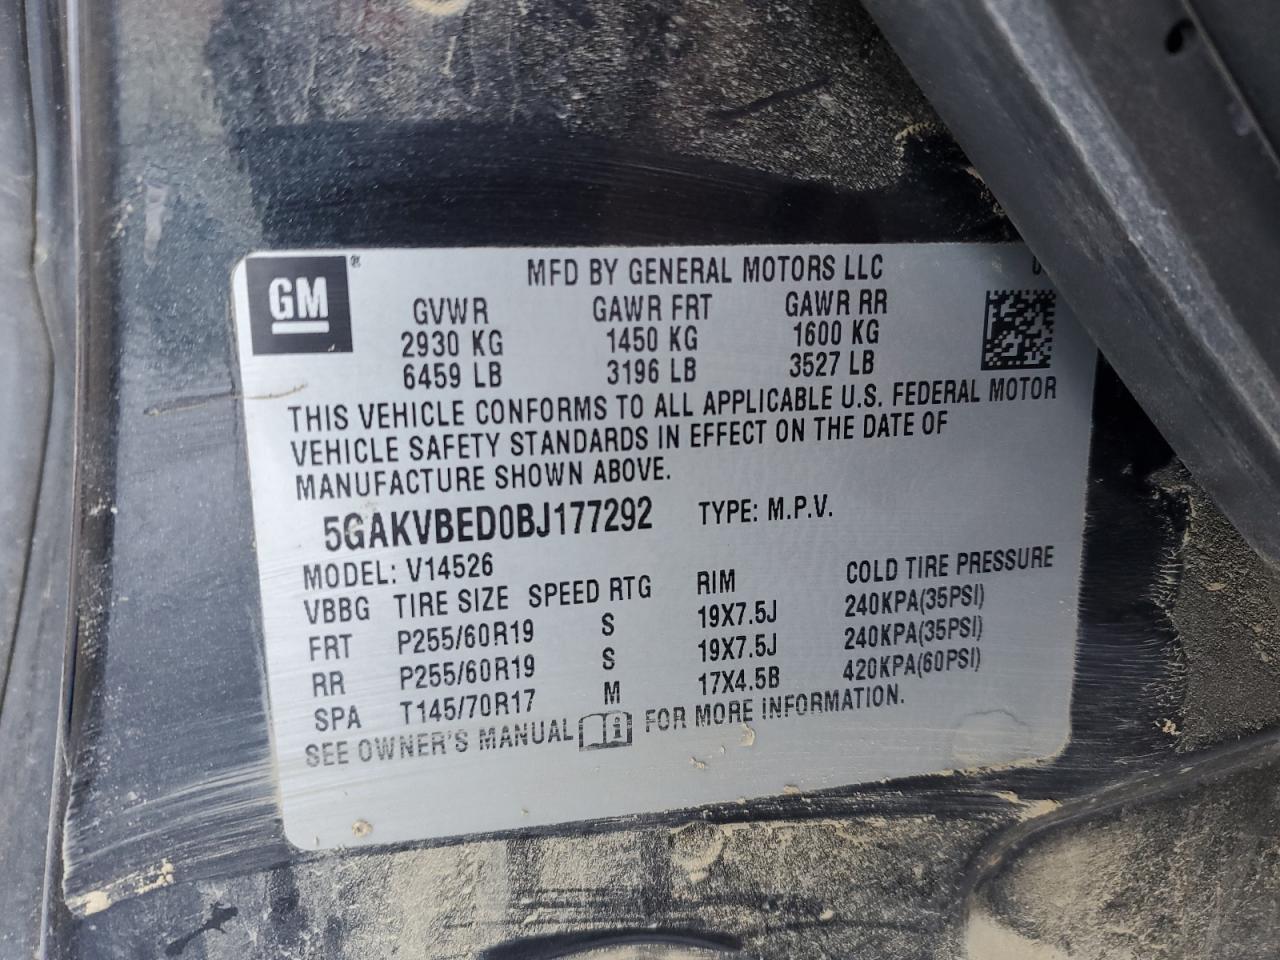 GM®
MFD BY GENERAL MOTORS LLC
GVWR GAWR FRT GAWR RR
2930 KG 1450 KG 1600 KG
6459 LB 3196 LB 3527 LB
THIS VEHICLE CONFORMS TO ALL APPLICABLE U.S. FEDERAL MOTOR
VEHICLE SAFETY STANDARDS IN EFFECT ON THE DATE OF
MANUFACTURE SHOWN ABOVE.
5GAKVBED0BJ177292 TYPE: M.P.V.
MODEL: V14526
VBBG TIRE SIZE SPEED RTG RIM COLD TIRE PRESSURE
FRT P255/60R19 S 19X7.5J 240KPA(35PSI)
RR P255/60R19 S 19X7.5J 240KPA(35PSI)
SPA T145/70R17 M 17X4.5B 420KPA(60PSI)
SEE OWNER'S MANUAL i FOR MORE INFORMATION.